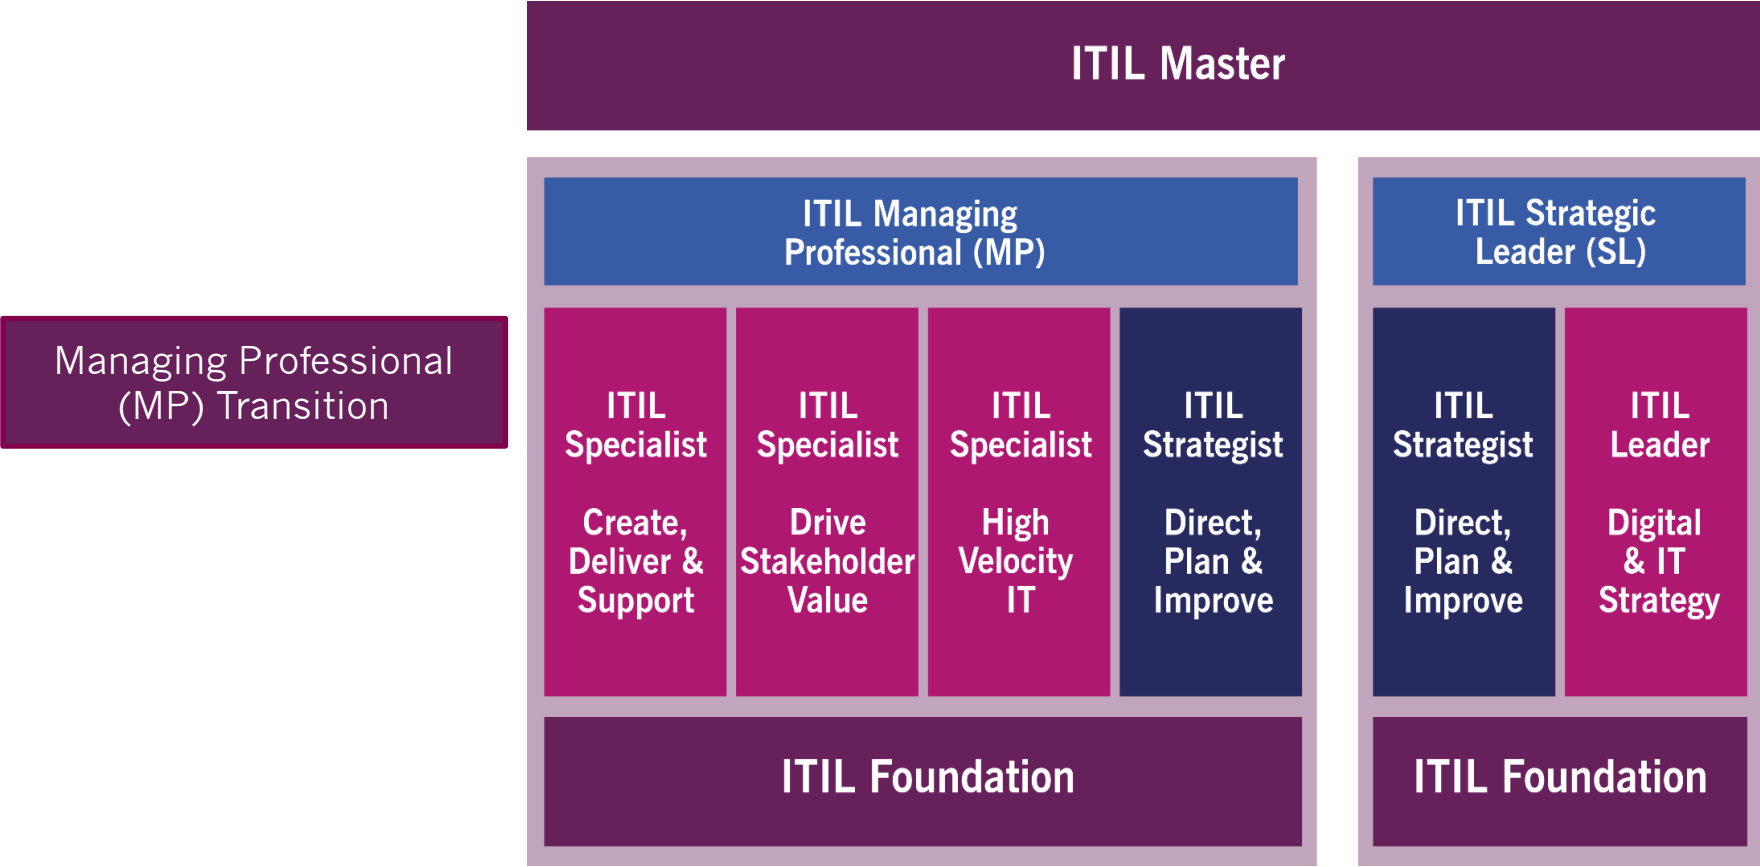 ITIL Master
ITIL Managing
Professional (MP)
ITIL Strategic
Leader (SL)
Managing Professional
(MP) Transition
ITIL
Specialist
Create,
Deliver &
Support
ITIL
Specialist
Drive
Stakeholder
Value
ITIL
Specialist
High
Velocity
IT
ITIL
Strategist
Direct,
Plan &
Improve
ITIL
Strategist
Direct,
Plan &
Improve
ITIL
Leader
Digital
& IT
Strategy
ITIL Foundation
ITIL Foundation